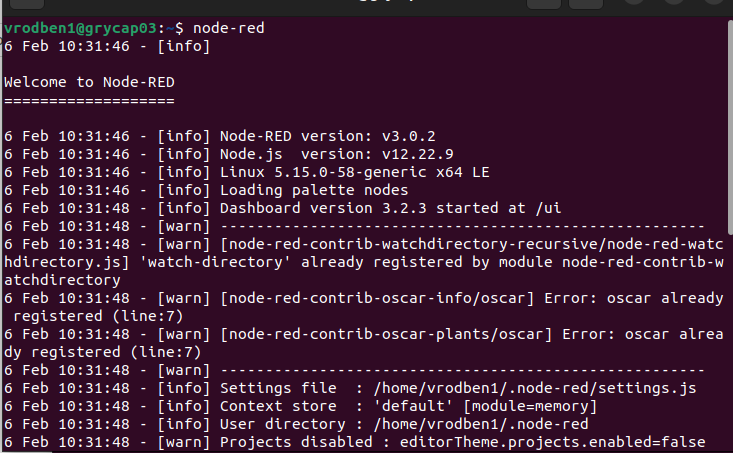 vrodben1@grycap03:~$ node-red
6 Feb 10:31:46 - [info]
Welcome to Node-RED
===================
6 Feb 10:31:46 - [info] Node-RED version: v3.0.2
6 Feb 10:31:46 - [info] Node.js  version: v12.22.9
6 Feb 10:31:46 - [info] Linux 5.15.0-58-generic x64 LE
6 Feb 10:31:46 - [info] Loading palette nodes
6 Feb 10:31:48 - [info] Dashboard version 3.2.3 started at /ui
6 Feb 10:31:48 - [warn] ------------------------------------------------------
6 Feb 10:31:48 - [warn] [node-red-contrib-watchdirectory-recursive/node-red-watc
hdirectory.js] 'watch-directory' already registered by module node-red-contrib-w
atchdirectory
6 Feb 10:31:48 - [warn] [node-red-contrib-oscar-info/oscar] Error: oscar already
 registered (line:7)
6 Feb 10:31:48 - [warn] [node-red-contrib-oscar-plants/oscar] Error: oscar alrea
dy registered (line:7)
6 Feb 10:31:48 - [warn] ------------------------------------------------------
6 Feb 10:31:48 - [info] Settings file  : /home/vrodben1/.node-red/settings.js
6 Feb 10:31:48 - [info] Context store  : 'default' [module=memory]
6 Feb 10:31:48 - [info] User directory : /home/vrodben1/.node-red
6 Feb 10:31:48 - [warn] Projects disabled : editorTheme.projects.enabled=false